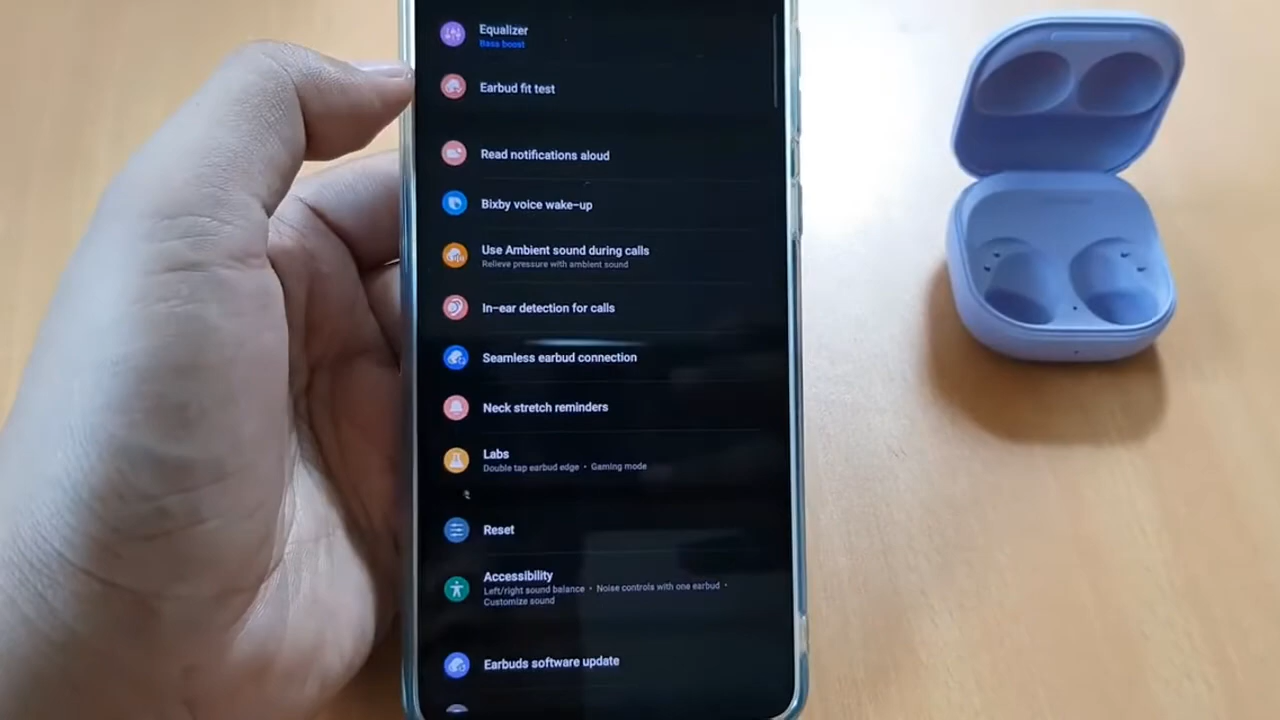 Equalizer
Bass boost
Earbud fit test
Read notifications aloud
Bixby voice wake-up
Use Ambient sound during calls
Relieve pressure with ambient sound
In-ear detection for calls
Seamless earbud connection
Neck stretch reminders
Labs
Double tap earbud edge • Gaming mode
Reset
Accessibility
Left/right sound balance • Noise controls with one earbud •
Customize sound
Earbuds software update